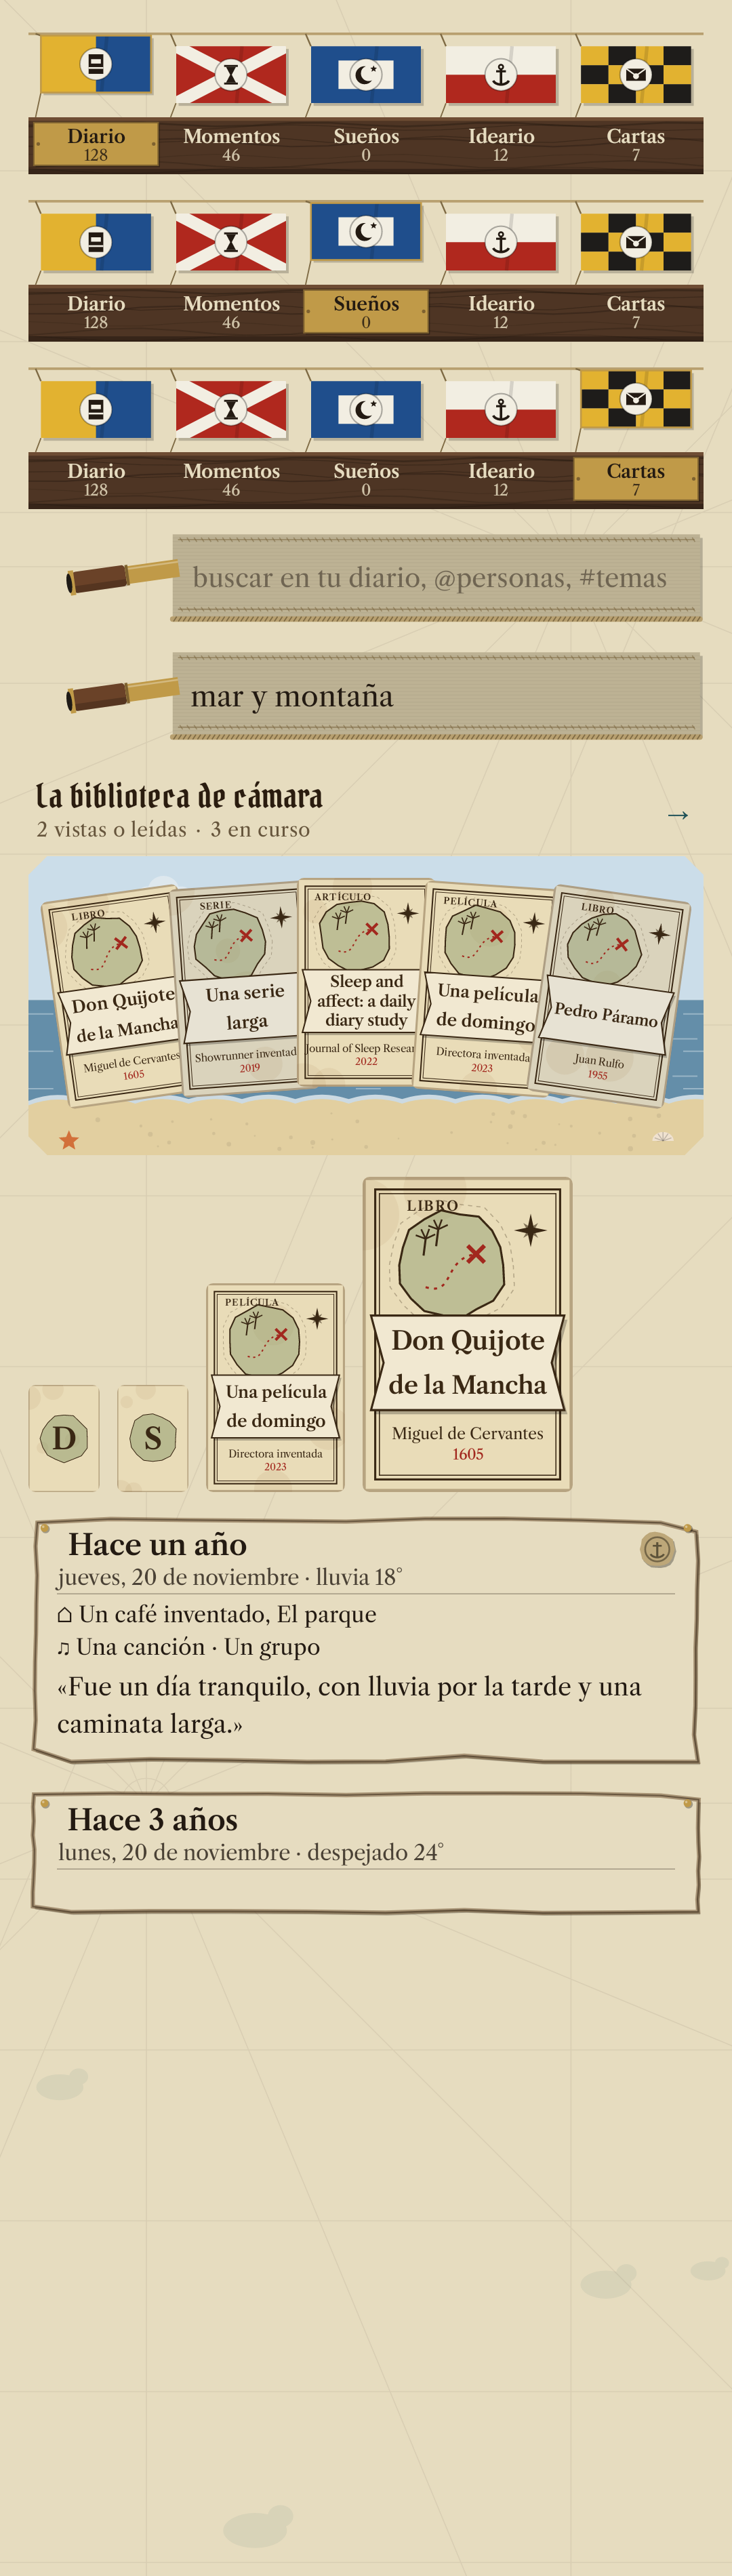 Diario
128
Momentos
46
Sueños
0
Ideario
12
Cartas
7
Diario
128
Momentos
46
Sueños
0
Ideario
12
Cartas
7
Diario
128
Momentos
46
Sueños
0
Ideario
12
Cartas
7
buscar en tu diario, @personas, #temas
mar y montaña
La biblioteca de cámara
2 vistas o leídas · 3 en curso
→
LIBRO
Don Quijote
de la Mancha
Miguel de Cervantes
1605
SERIE
Una serie
larga
Showrunner inventad
2019
ARTÍCULO
Sleep and
affect: a daily
diary study
Journal of Sleep Resear
2022
PELÍCULA
Una película
de domingo
Directora inventada
2023
LIBRO
Pedro Páramo
Juan Rulfo
1955
D
S
PELÍCULA
Una película
de domingo
Directora inventada
2023
LIBRO
Don Quijote
de la Mancha
Miguel de Cervantes
1605
Hace un año
jueves, 20 de noviembre · lluvia 18°
⌂ Un café inventado, El parque
♫ Una canción · Un grupo
«Fue un día tranquilo, con lluvia por la tarde y una
caminata larga.»
Hace 3 años
lunes, 20 de noviembre · despejado 24°